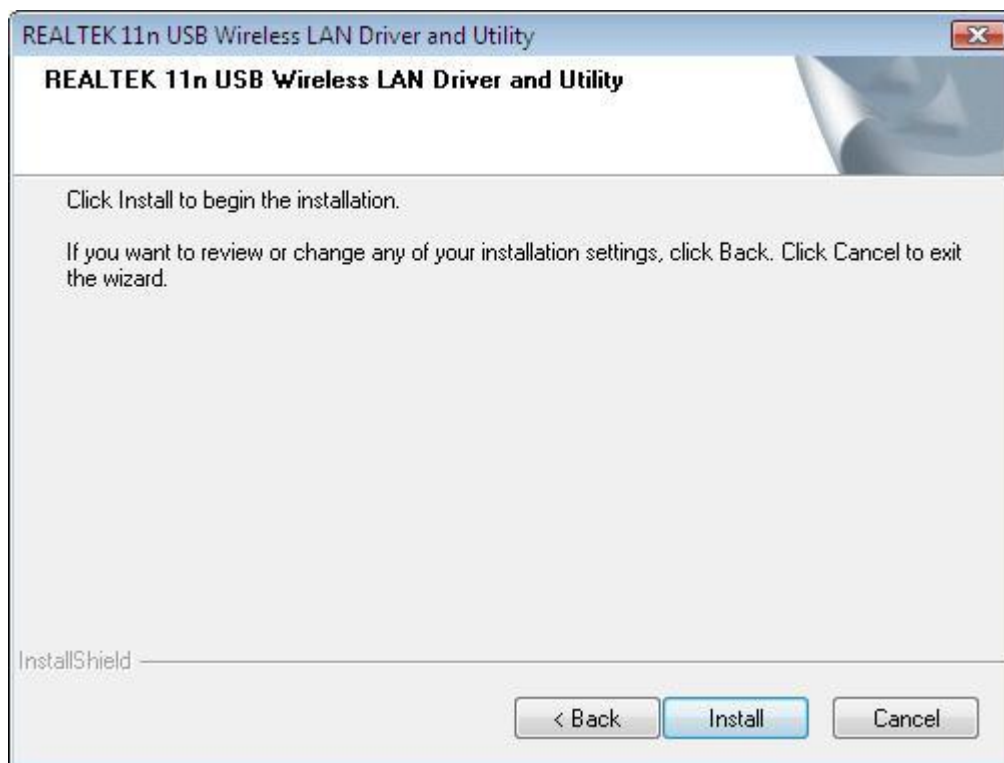 REALTEK 11n USB Wireless LAN Driver and Utility
REALTEK 11n USB Wireless LAN Driver and Utility
Click Install to begin the installation.
If you want to review or change any of your installation settings, click Back. Click Cancel to exit
the wizard.
InstallShield
< Back Install Cancel